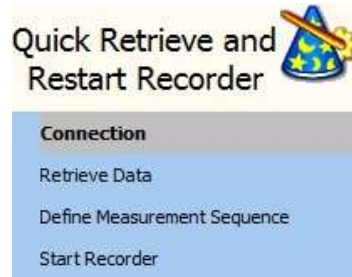 Quick Retrieve and
Restart Recorder
Connection
Retrieve Data
Define Measurement Sequence
Start Recorder